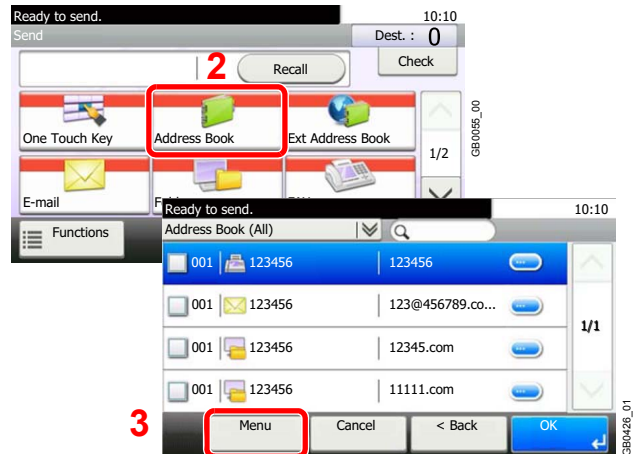 Ready to send.
10:10
Send
Dest. : 0
2
Recall
Check
One Touch Key
Address Book
Ext Address Book
1/2
GB0055_00
E-mail
Functions
Ready to send.
10:10
Address Book (All)
001 123456 123456
001 123456 123@456789.co...
001 123456 12345.com
001 123456 11111.com
1/1
3
Menu
Cancel
< Back
OK
GB0426_01